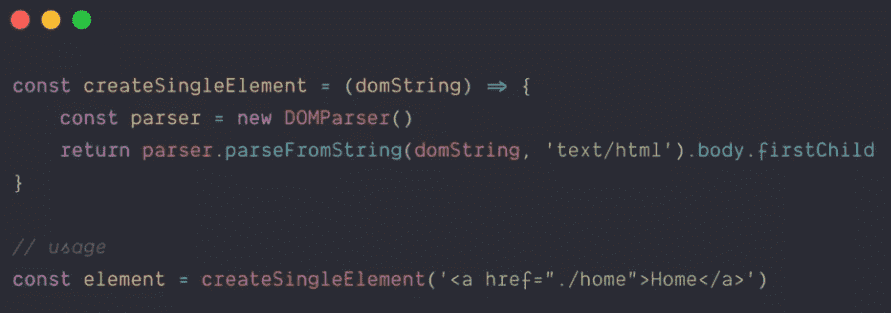 const createSingleElement = (domString) => {
    const parser = new DOMParser()
    return parser.parseFromString(domString, 'text/html').body.firstChild
}
// usage
const element = createSingleElement('<a href="./home">Home</a>')